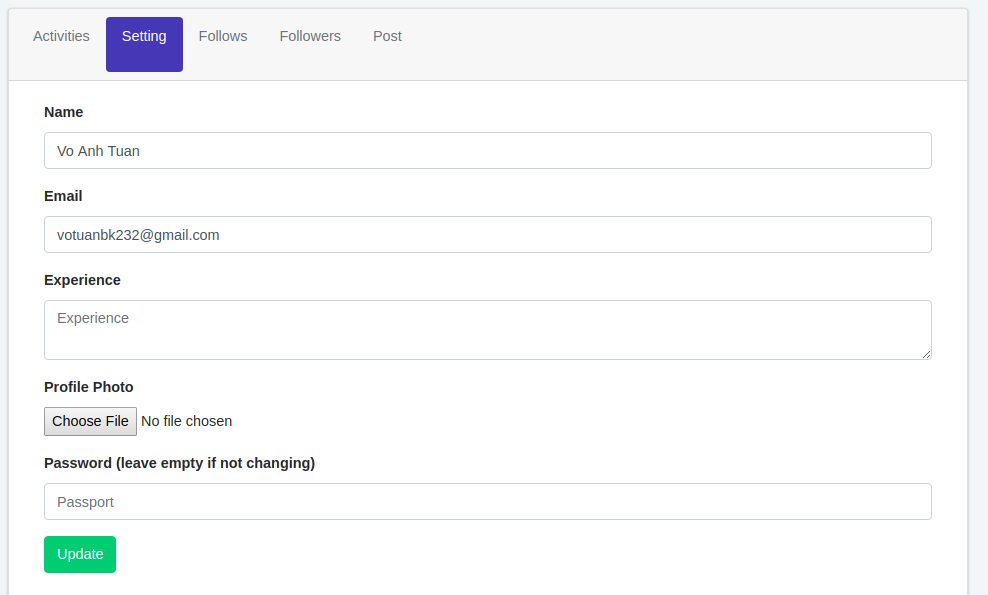 Activities Setting Follows Followers Post
Name
Vo Anh Tuan
Email
votuanbk232@gmail.com
Experience
Experience
Profile Photo
Choose File No file chosen
Password (leave empty if not changing)
Passport
Update